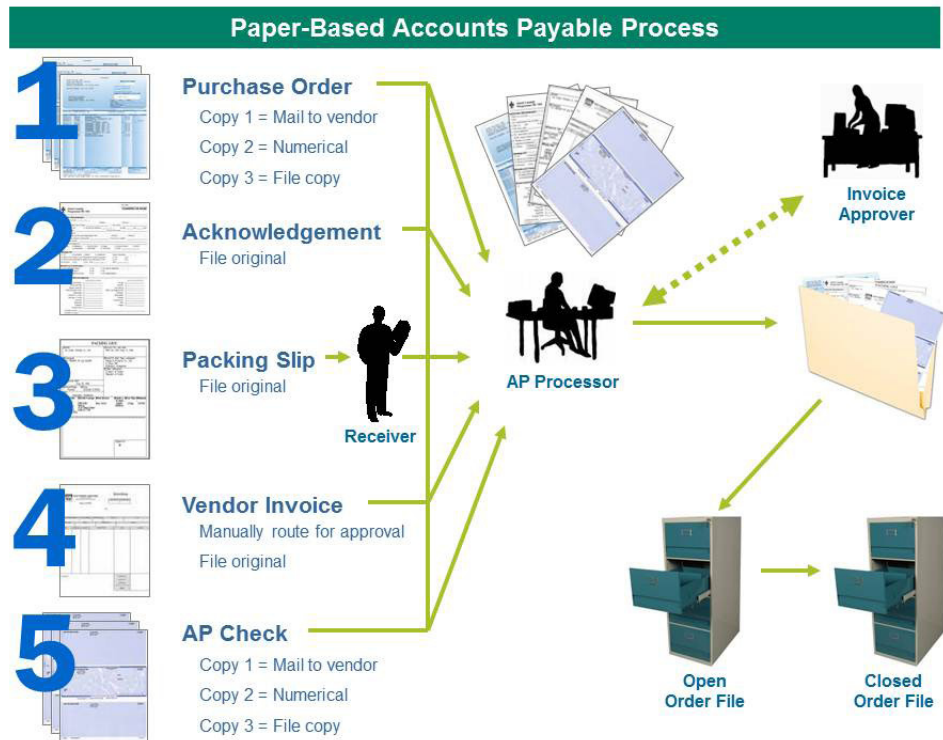 Paper-Based Accounts Payable Process
1
Purchase Order
Copy 1 = Mail to vendor
Copy 2 = Numerical
Copy 3 = File copy
2
Acknowledgement
File original
3
Packing Slip
File original
Receiver
4
Vendor Invoice
Manually route for approval
File original
5
AP Check
Copy 1 = Mail to vendor
Copy 2 = Numerical
Copy 3 = File copy
AP Processor
Invoice
Approver
Open
Order File
Closed
Order File